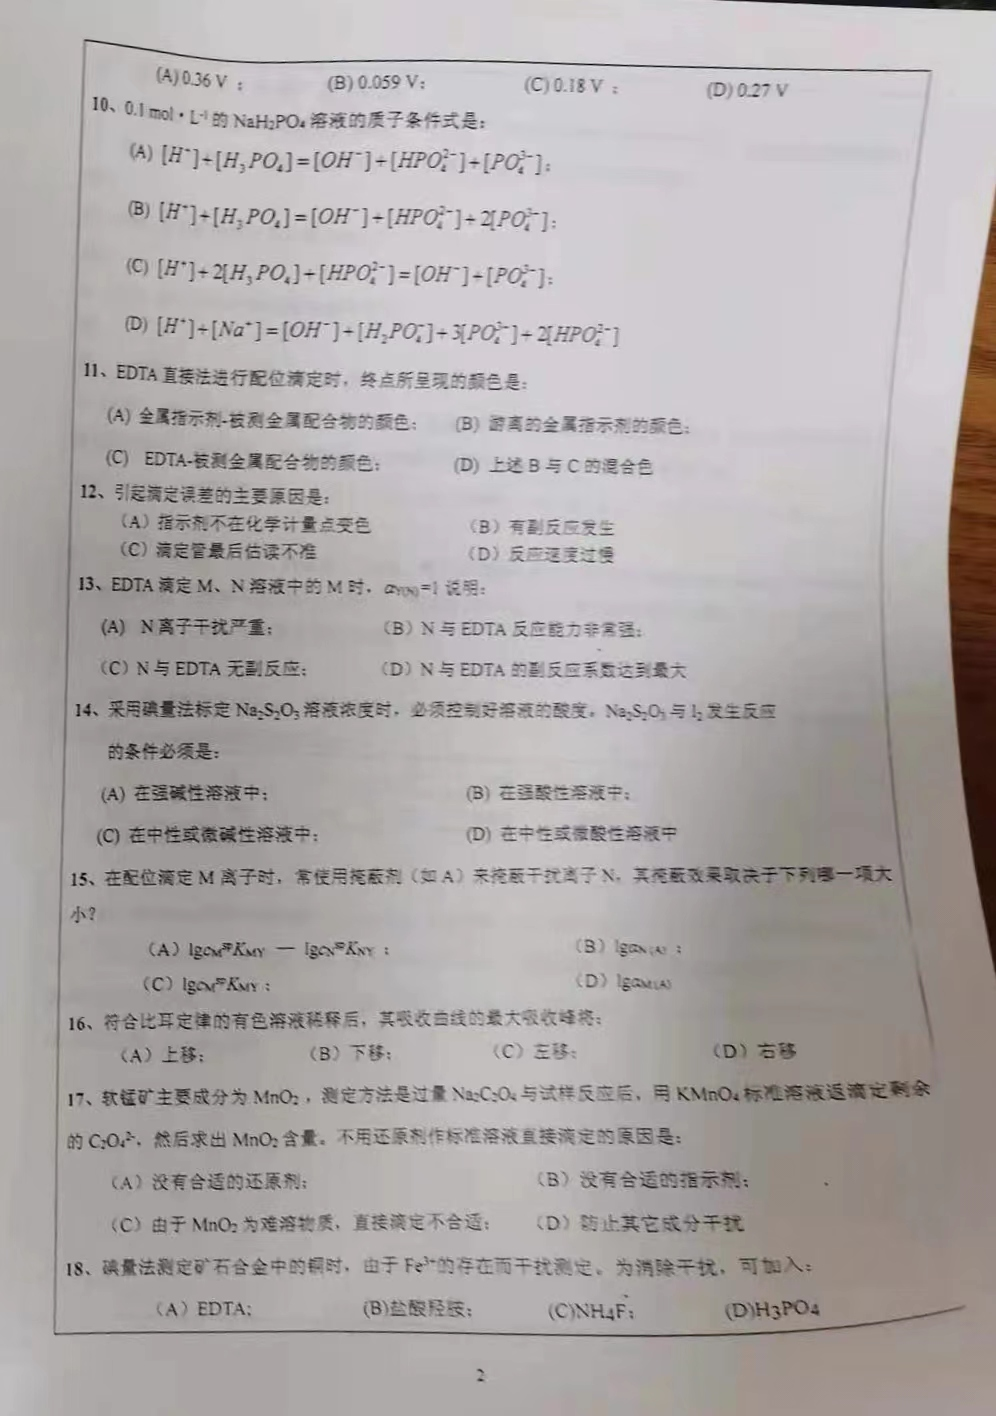 (A) 0.36 V ; (B) 0.059 V; (C) 0.18 V ; (D) 0.27 V
10、0.1 mol·L⁻¹的 NaH₂PO₄ 溶液的质子条件式是:
(A) [H⁺]+[H₃PO₄]=[OH⁻]+[HPO₄²⁻]+[PO₄³⁻];
(B) [H⁺]+[H₃PO₄]=[OH⁻]+[HPO₄²⁻]+2[PO₄³⁻];
(C) [H⁺]+2[H₃PO₄]+[HPO₄²⁻]=[OH⁻]+[PO₄³⁻];
(D) [H⁺]+[Na⁺]=[OH⁻]+[H₂PO₄⁻]+3[PO₄³⁻]+2[HPO₄²⁻]
11、EDTA 直接法进行配位滴定时，终点所呈现的颜色是:
(A) 金属指示剂-被测金属配合物的颜色; (B) 游离的金属指示剂的颜色;
(C) EDTA-被测金属配合物的颜色; (D) 上述 B 与 C 的混合色
12、引起滴定误差的主要原因是:
（A）指示剂不在化学计量点变色 （B）有副反应发生
（C）滴定管最后估读不准 （D）反应速度过慢
13、EDTA 滴定 M、N 溶液中的 M 时，αY(N)=1 说明:
(A) N 离子干扰严重; （B）N 与 EDTA 反应能力非常强;
（C）N 与 EDTA 无副反应; （D）N 与 EDTA 的副反应系数达到最大
14、采用碘量法标定 Na₂S₂O₃ 溶液浓度时，必须控制好溶液的酸度。Na₂S₂O₃ 与 I₂ 发生反应
的条件必须是:
(A) 在强碱性溶液中; (B) 在强酸性溶液中;
(C) 在中性或微碱性溶液中; (D) 在中性或微酸性溶液中
15、在配位滴定 M 离子时，常使用掩蔽剂（如 A）来掩蔽干扰离子 N，其掩蔽效果取决于下列哪一项大
小?
（A）lgcM^sp KMY — lgcN^sp KNY ; （B）lgαN(A) ;
（C）lgcM^sp KMY ; （D）lgαM(A)
16、符合比耳定律的有色溶液稀释后，其吸收曲线的最大吸收峰将:
（A）上移; （B）下移; （C）左移; （D）右移
17、软锰矿主要成分为 MnO₂，测定方法是过量 Na₂C₂O₄ 与试样反应后，用 KMnO₄ 标准溶液返滴定剩余
的 C₂O₄²⁻，然后求出 MnO₂ 含量。不用还原剂作标准溶液直接滴定的原因是:
（A）没有合适的还原剂; （B）没有合适的指示剂;
（C）由于 MnO₂ 为难溶物质，直接滴定不合适; （D）防止其它成分干扰
18、碘量法测定矿石合金中的铜时，由于 Fe³⁺的存在而干扰测定。为消除干扰，可加入:
（A）EDTA; (B)盐酸羟胺; (C)NH4F; (D)H3PO4
2